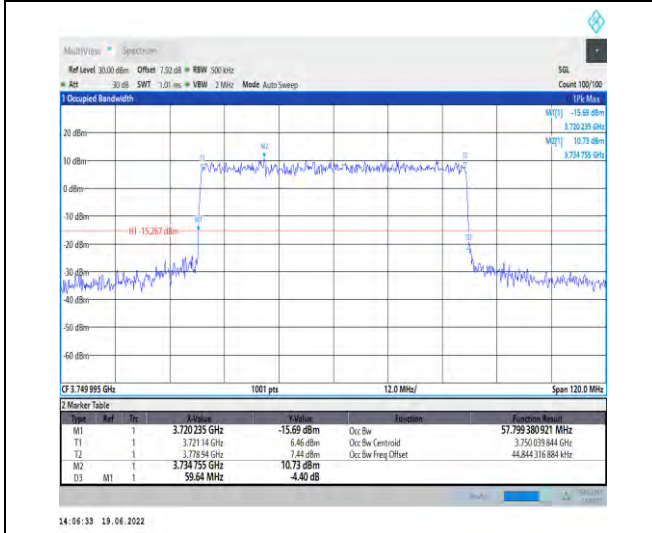 MultiView Spectrum
Ref Level 30.00 dBm Offset 7.92 dB RBW 500 kHz SGL
Att 30 dB SWT 1.01 ms VBW 2 MHz Mode Auto Sweep Count 100/100
1 Occupied Bandwidth 1Pk Max
M1[1] -15.69 dBm
3.720 235 GHz
M2[1] 10.73 dBm
3.734 755 GHz
20 dBm
M2
T1
10 dBm
0 dBm
-10 dBm
M1
H1 -15.267 dBm
D3
-30 dBm
-40 dBm
-50 dBm
-60 dBm
CF 3.749 995 GHz 1001 pts 12.0 MHz/ Span 120.0 MHz
2 Marker Table
Type Ref Trc X-Value Y-Value Function Function Result
M1 1 3.720 235 GHz -15.69 dBm Occ Bw 57.799 380 921 MHz
T1 1 3.721 14 GHz 6.46 dBm Occ Bw Centroid 3.750 039 844 GHz
T2 1 3.778 94 GHz 7.44 dBm Occ Bw Freq Offset 44.844 316 884 kHz
M2 1 3.734 755 GHz 10.73 dBm
D3 M1 1 59.64 MHz -4.40 dB
14:06:33 19.06.2022